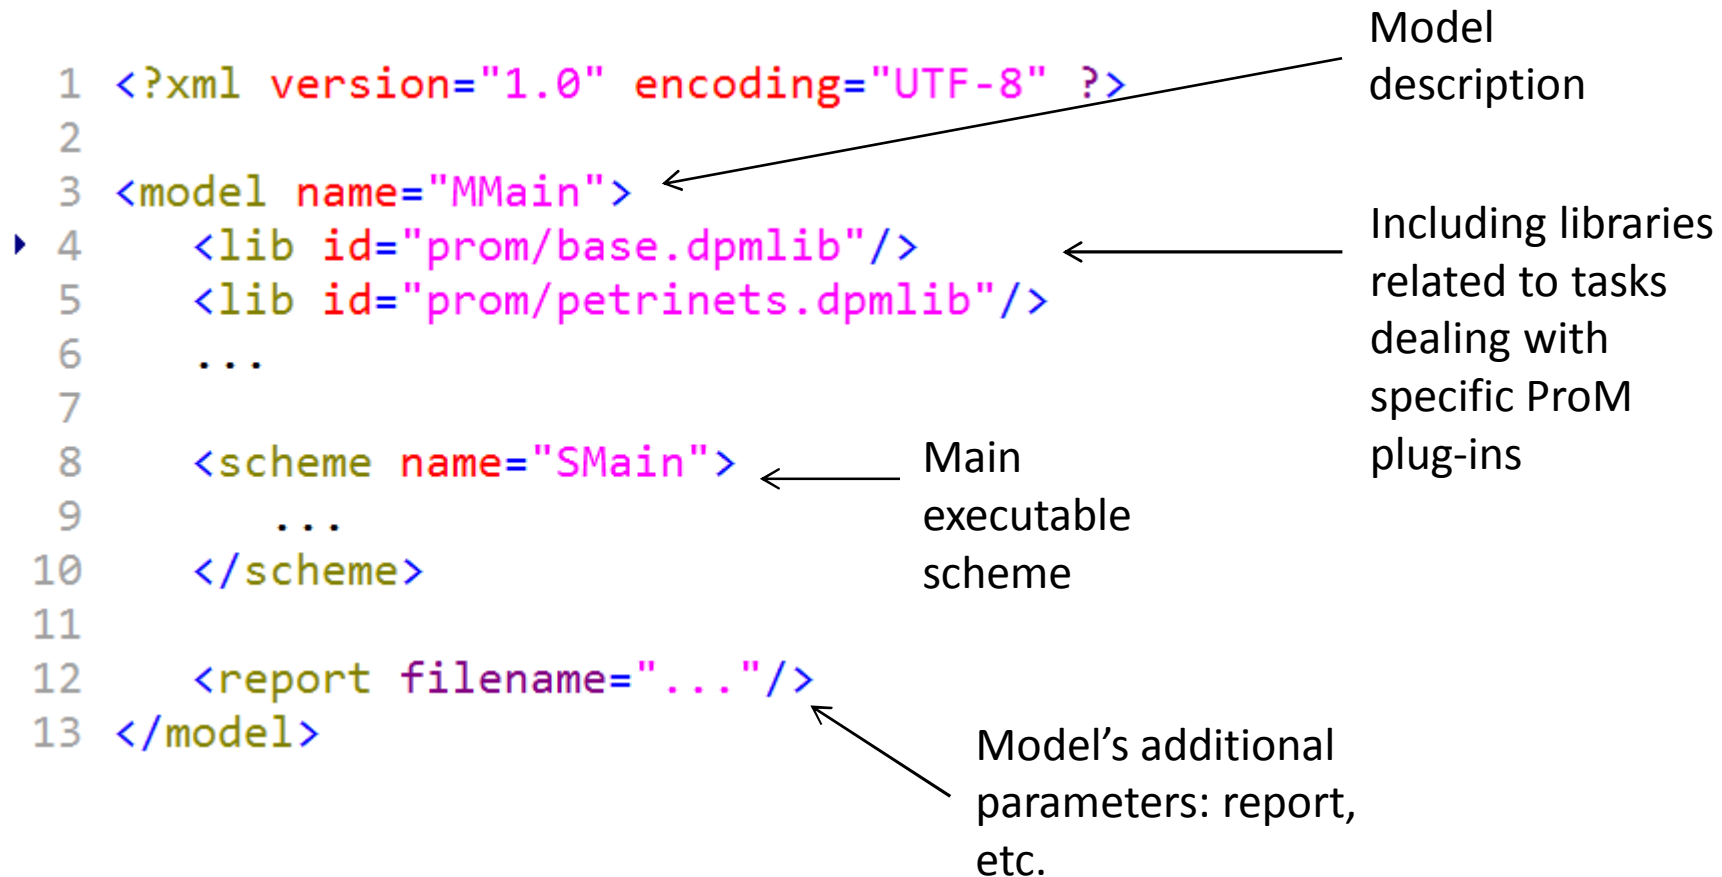 1 <?xml version="1.0" encoding="UTF-8" ?>
2
3 <model name="MMain">
4 <lib id="prom/base.dpmlib"/>
5 <lib id="prom/petrinets.dpmlib"/>
6 ...
7
8 <scheme name="SMain">
9 ...
10 </scheme>
11
12 <report filename="..."/>
13 </model>
Model
description
Including libraries
related to tasks
dealing with
specific ProM
plug-ins
Main
executable
scheme
Model’s additional
parameters: report,
etc.